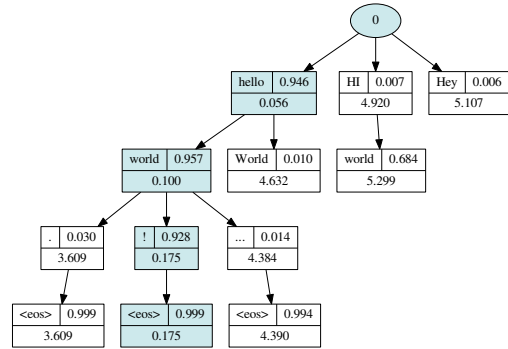 0
hello 0.946 HI 0.007 Hey 0.006
0.056 4.920 5.107
world 0.957 World 0.010 world 0.684
0.100 4.632 5.299
. 0.030 ! 0.928 ... 0.014
3.609 0.175 4.384
<eos> 0.999 <eos> 0.999 <eos> 0.994
3.609 0.175 4.390